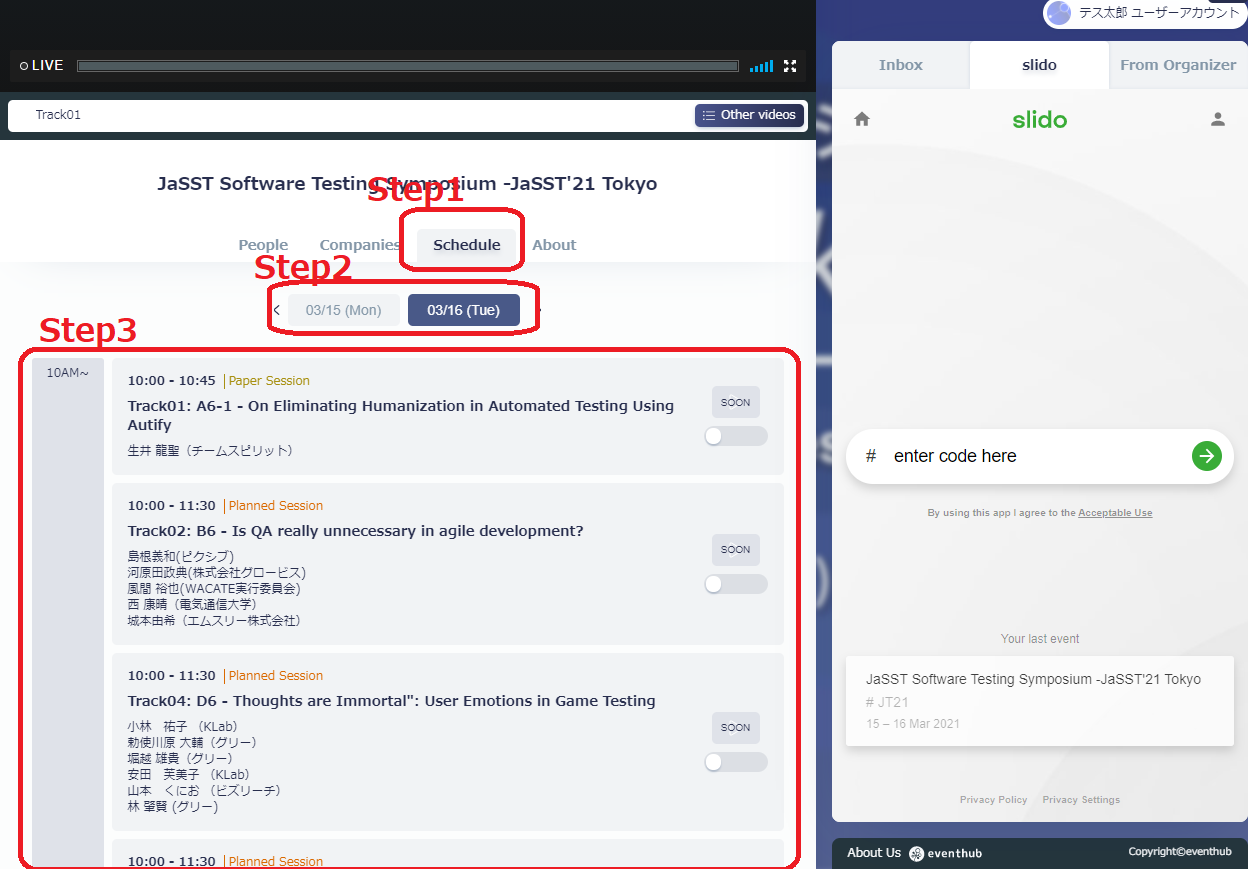 テス太郎 ユーザーアカウント
LIVE
Track01
Other videos
JaSST Software Testing Symposium -JaSST'21 Tokyo
Step1
People Companies Schedule About
Step2
03/15 (Mon) 03/16 (Tue)
Step3
10AM~
10:00 - 10:45 Paper Session
Track01: A6-1 - On Eliminating Humanization in Automated Testing Using
Autify
生井 龍聖（チームスピリット）
SOON
10:00 - 11:30 Planned Session
Track02: B6 - Is QA really unnecessary in agile development?
島根義和(ピクシブ)
河原田政典(株式会社グロービス)
風間 裕也(WACATE実行委員会)
西 康晴（電気通信大学）
城本由希（エムスリー株式会社）
SOON
10:00 - 11:30 Planned Session
Track04: D6 - Thoughts are Immortal": User Emotions in Game Testing
小林　祐子 （KLab）
勅使川原 大輔（グリー）
堀越 雄貴（グリー）
安田　芙美子 （KLab）
山本　くにお （ビズリーチ）
林 肇賢 (グリー)
SOON
10:00 - 11:30 Planned Session
Inbox slido From Organizer
slido
# enter code here
By using this app I agree to the Acceptable Use
Your last event
JaSST Software Testing Symposium -JaSST'21 Tokyo
# JT21
15 – 16 Mar 2021
Privacy Policy Privacy Settings
About Us eventhub
Copyright©eventhub